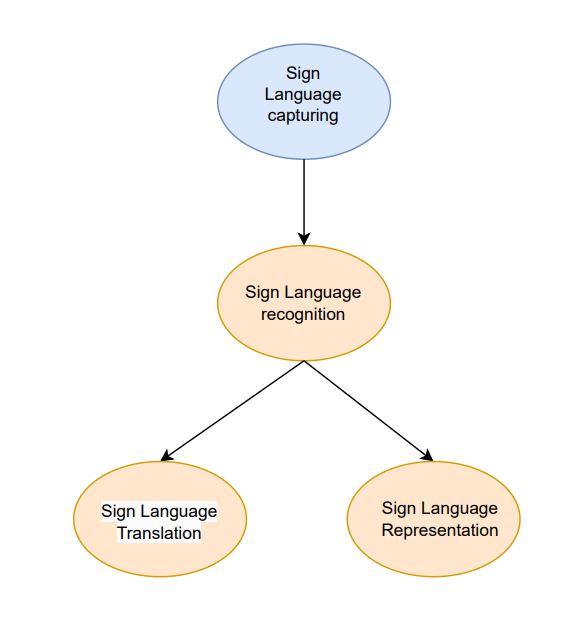 Sign
Language
capturing
Sign Language
recognition
Sign Language
Translation
Sign Language
Representation